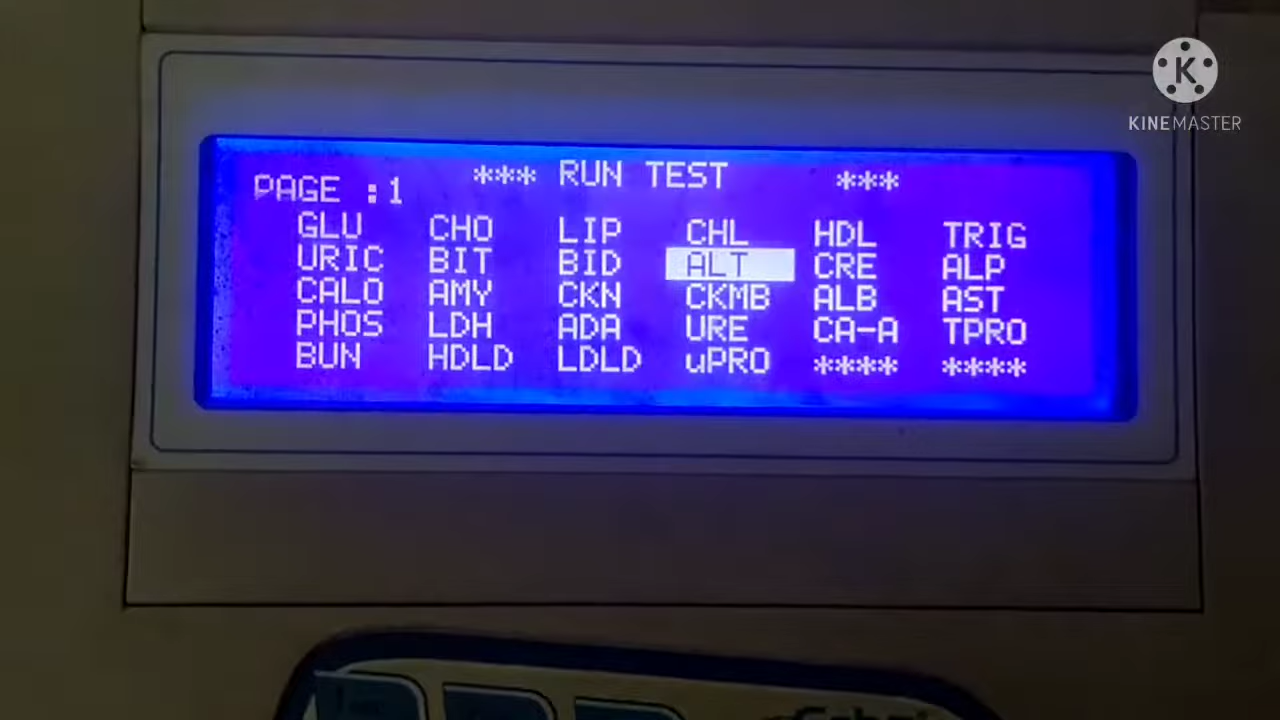 K
KINEMASTER
*** RUN TEST ***
PAGE :1
GLU CHO LIP CHL HDL TRIG
URIC BIT BID ALT CRE ALP
CALO AMY CKN CKMB ALB AST
PHOS LDH ADA URE CA-A TPRO
BUN HDLD LDLD uPRO **** ****